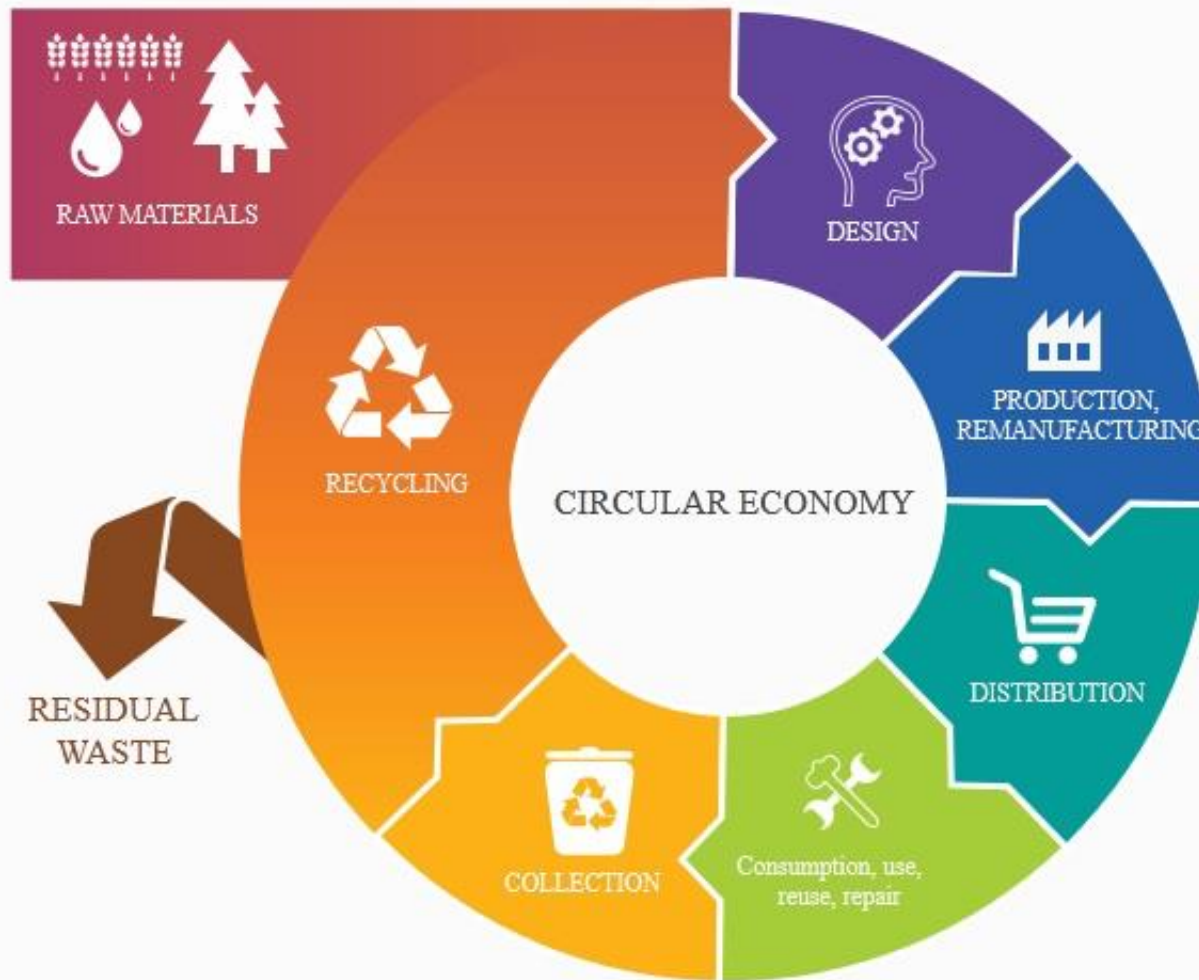 RAW MATERIALS
DESIGN
PRODUCTION,
REMANUFACTURING
RECYCLING
CIRCULAR ECONOMY
DISTRIBUTION
RESIDUAL
WASTE
COLLECTION
Consumption, use,
reuse, repair